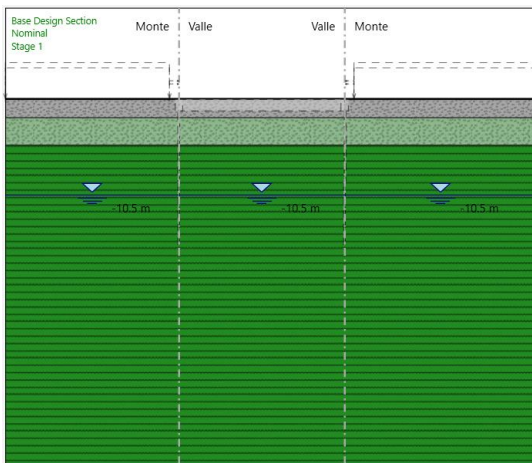 Base Design Section
Nominal
Stage 1
Monte Valle Valle Monte
-10.5 m -10.5 m -10.5 m